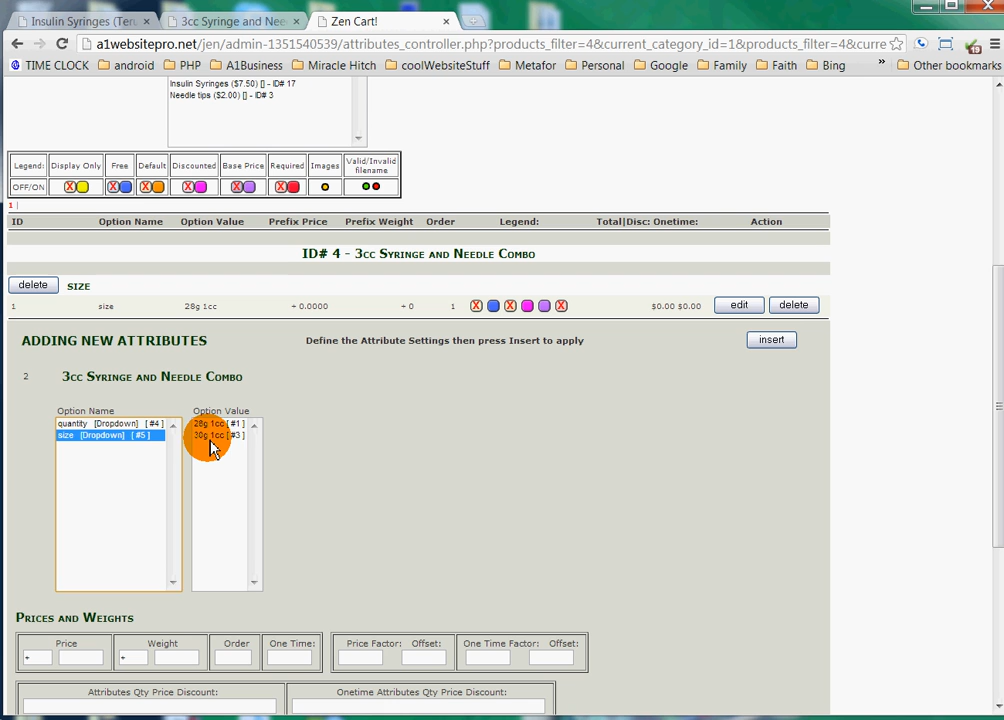 Insulin Syringes (Teru × 3cc Syringe and Nee × Zen Cart! ×
a1websitepro.net/jen/admin-1351540539/attributes_controller.php?products_filter=4&current_category_id=1&products_filter=4&curre
TIME CLOCK android PHP A1Business Miracle Hitch coolWebsiteStuff Metafor Personal Google Family Faith Bing » Other bookmarks
19
Insulin Syringes ($7.50) [] - ID# 17
Needle tips ($2.00) [] - ID# 3
Legend: Display Only Free Default Discounted Base Price Required Images Valid/Invalid
filename
OFF/ON X X X X X X
1 |
ID Option Name Option Value Prefix Price Prefix Weight Order Legend: Total|Disc: Onetime: Action
ID# 4 - 3cc Syringe and Needle Combo
delete SIZE
1 size 28g 1cc + 0.0000 + 0 1 X X X $0.00 $0.00 edit delete
ADDING NEW ATTRIBUTES Define the Attribute Settings then press Insert to apply insert
2 3cc Syringe and Needle Combo
Option Name Option Value
quantity [Dropdown] [ #4 ] 28g 1cc [ #1 ]
size [Dropdown] [ #5 ] 30g 1cc [ #3 ]
Prices and Weights
Price Weight Order One Time: Price Factor: Offset: One Time Factor: Offset:
+ +
Attributes Qty Price Discount: Onetime Attributes Qty Price Discount: